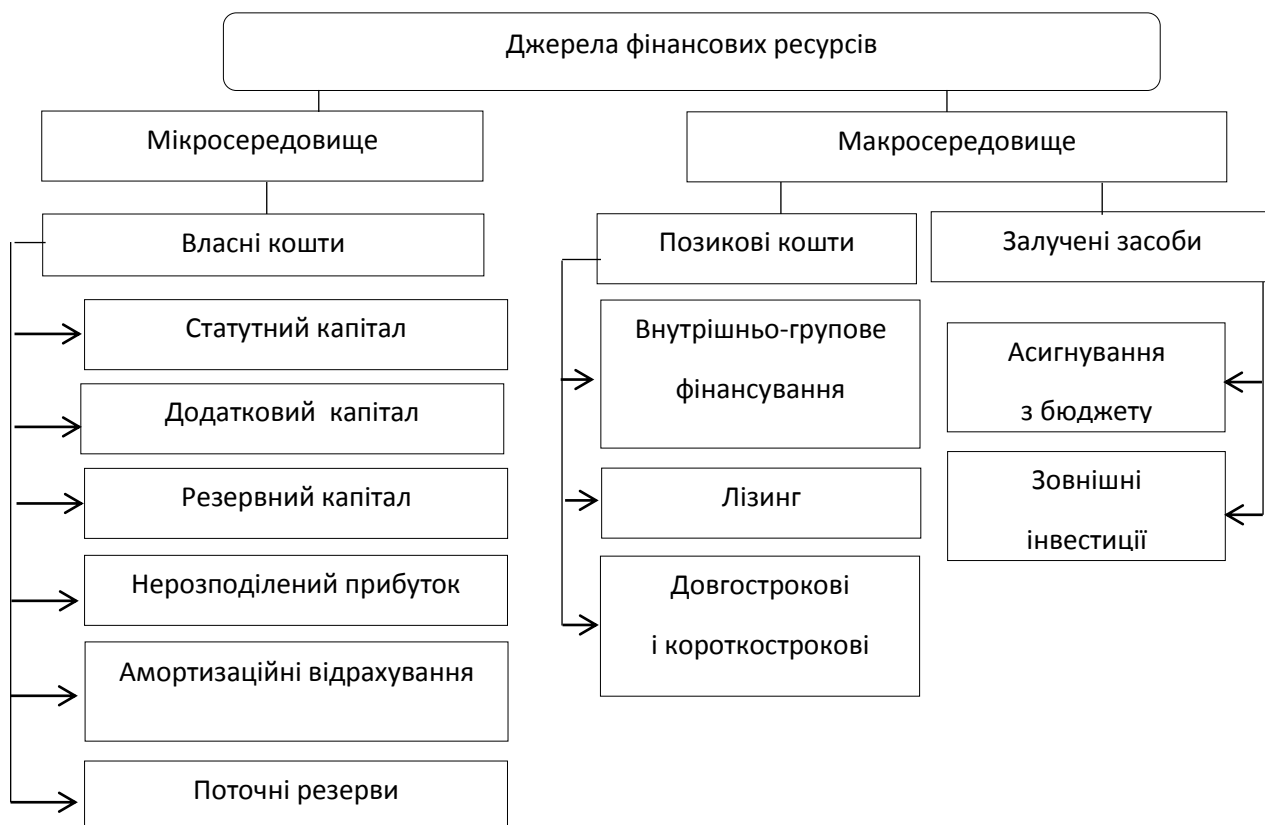 Джерела фінансових ресурсів
Мікросередовище
Макросередовище
Власні кошти
Статутний капітал
Додатковий капітал
Резервний капітал
Нерозподілений прибуток
Амортизаційні відрахування
Поточні резерви
Позикові кошти
Внутрішньо-групове
фінансування
Лізинг
Довгострокові
і короткострокові
Залучені засоби
Асигнування
з бюджету
Зовнішні
інвестиції